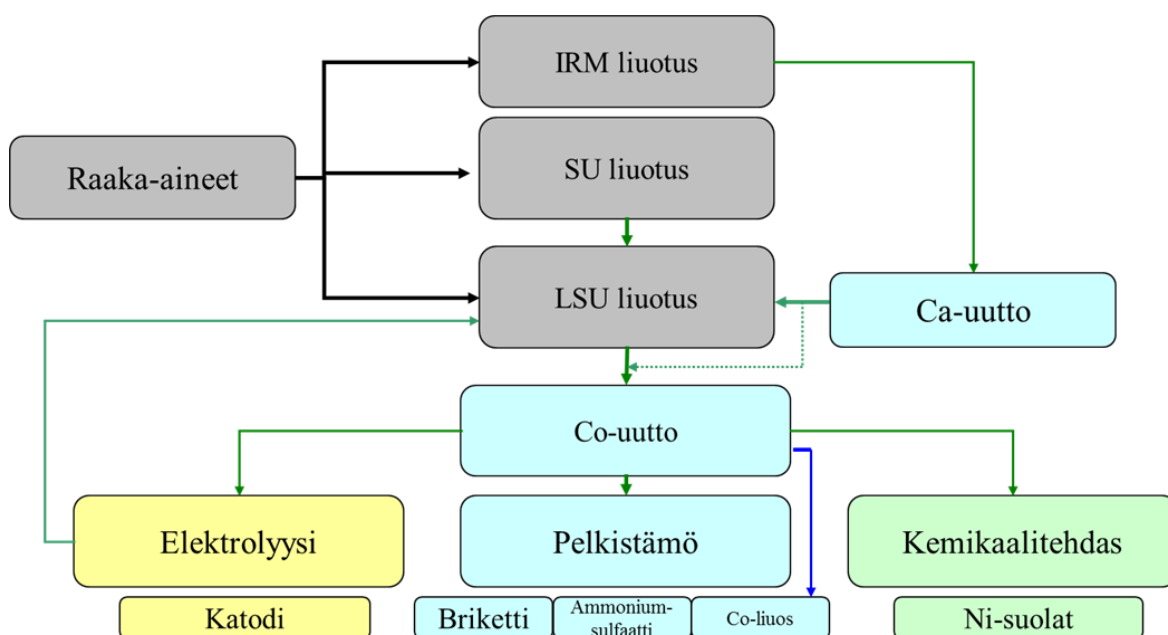 IRM liuotus
Raaka-aineet
SU liuotus
LSU liuotus
Ca-uutto
Co-uutto
Elektrolyysi
Pelkistämö
Kemikaalitehdas
Katodi
Briketti
Ammonium-
sulfaatti
Co-liuos
Ni-suolat